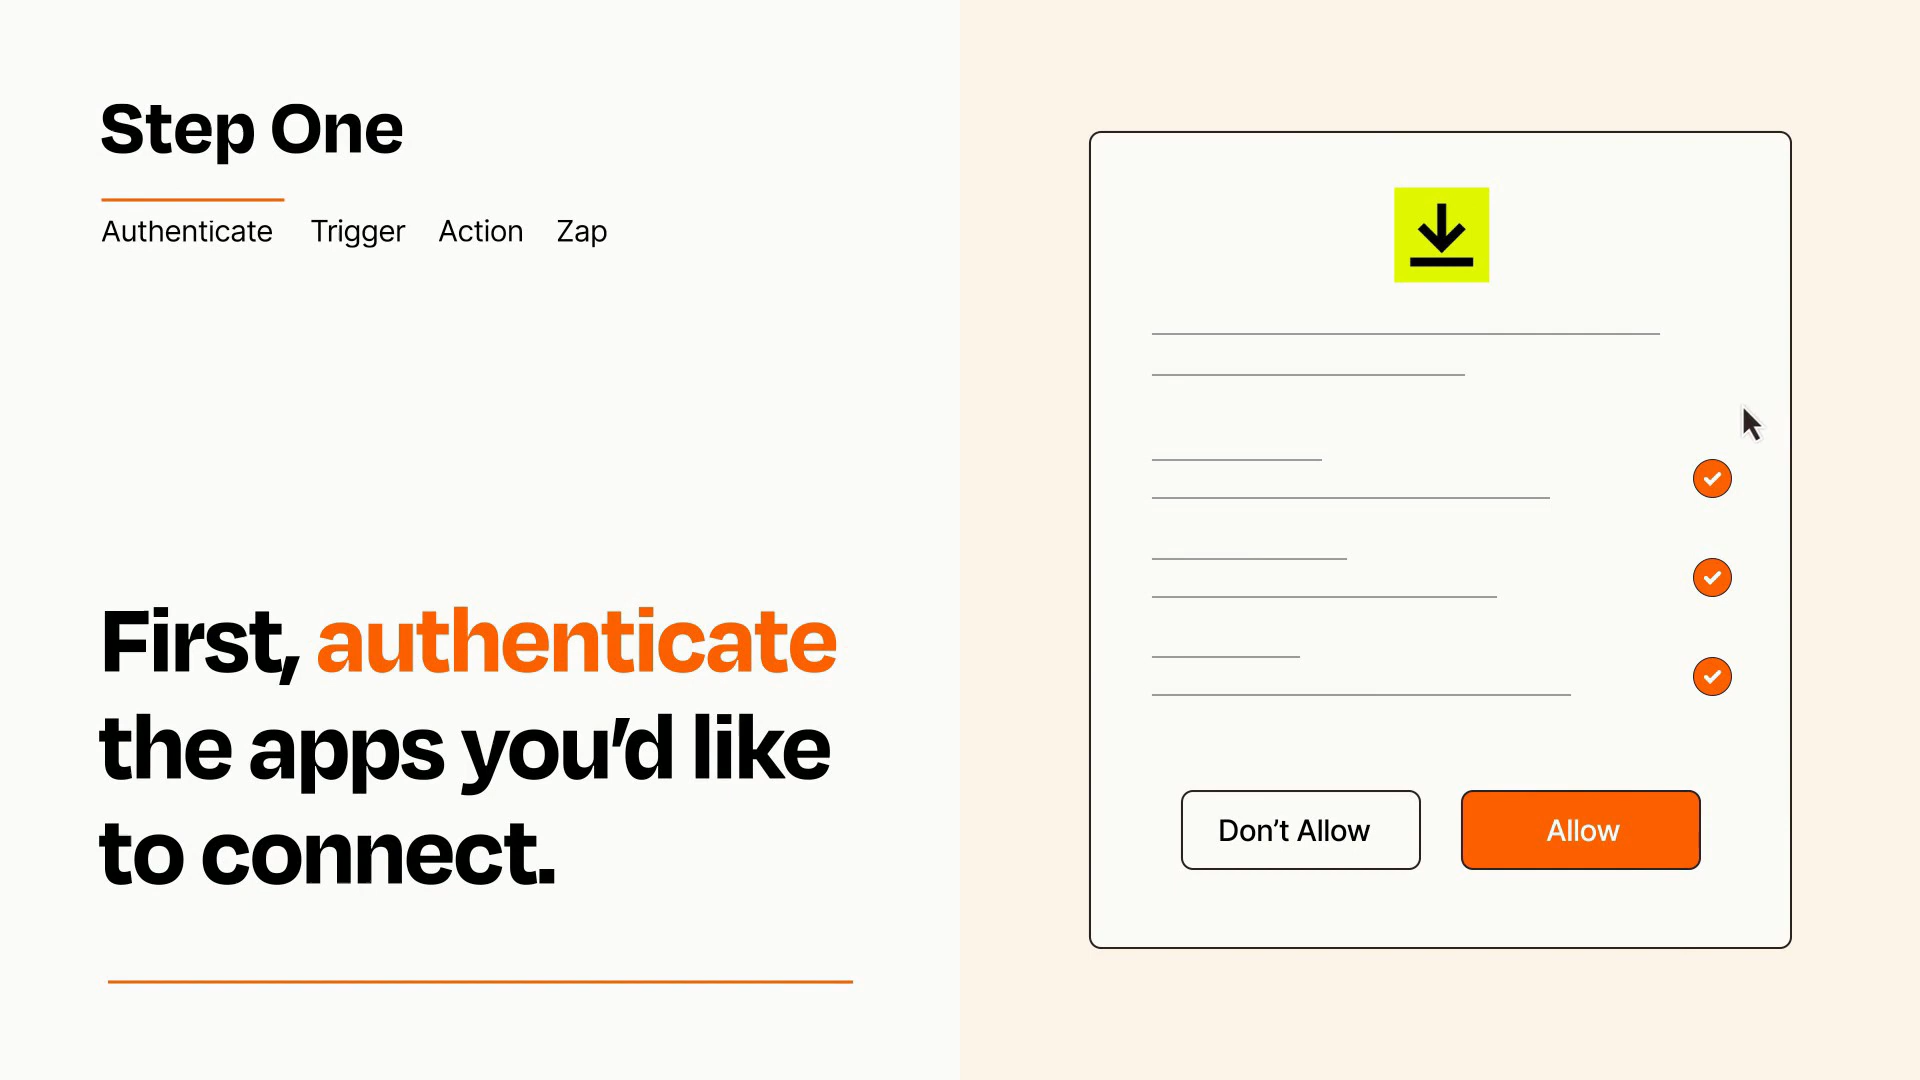 Step One
Authenticate Trigger Action Zap
First, authenticate
the apps you’d like
to connect.
Don’t Allow
Allow